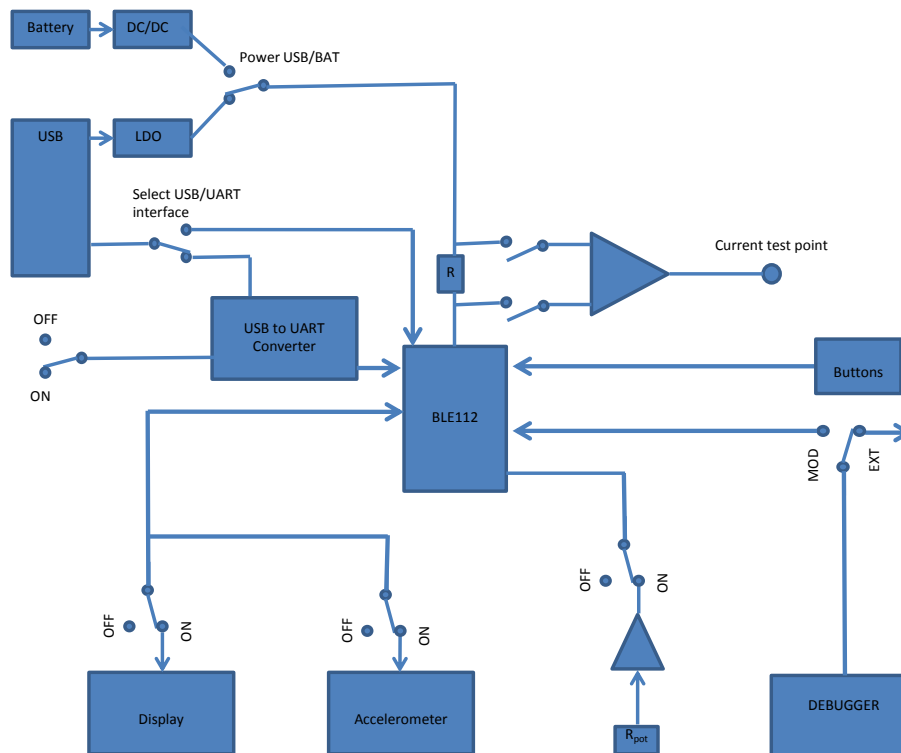 Battery
DC/DC
Power USB/BAT
USB
LDO
Select USB/UART
interface
Current test point
R
OFF
USB to UART
Converter
ON
Buttons
BLE112
MOD
EXT
OFF
ON
OFF
ON
OFF
ON
Display
Accelerometer
Rpot
DEBUGGER